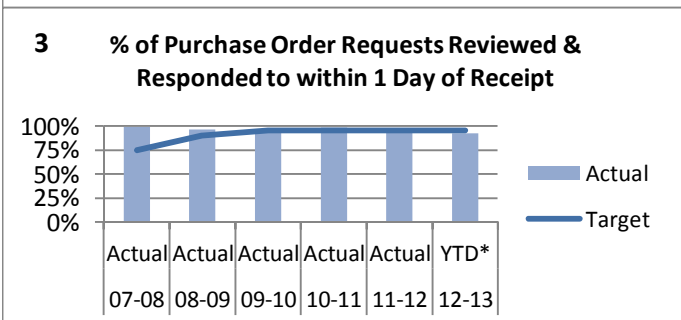 3 % of Purchase Order Requests Reviewed &
Responded to within 1 Day of Receipt
100%
75%
50%
25%
0%
Actual Actual Actual Actual Actual YTD*
07-08 08-09 09-10 10-11 11-12 12-13
Actual
Target